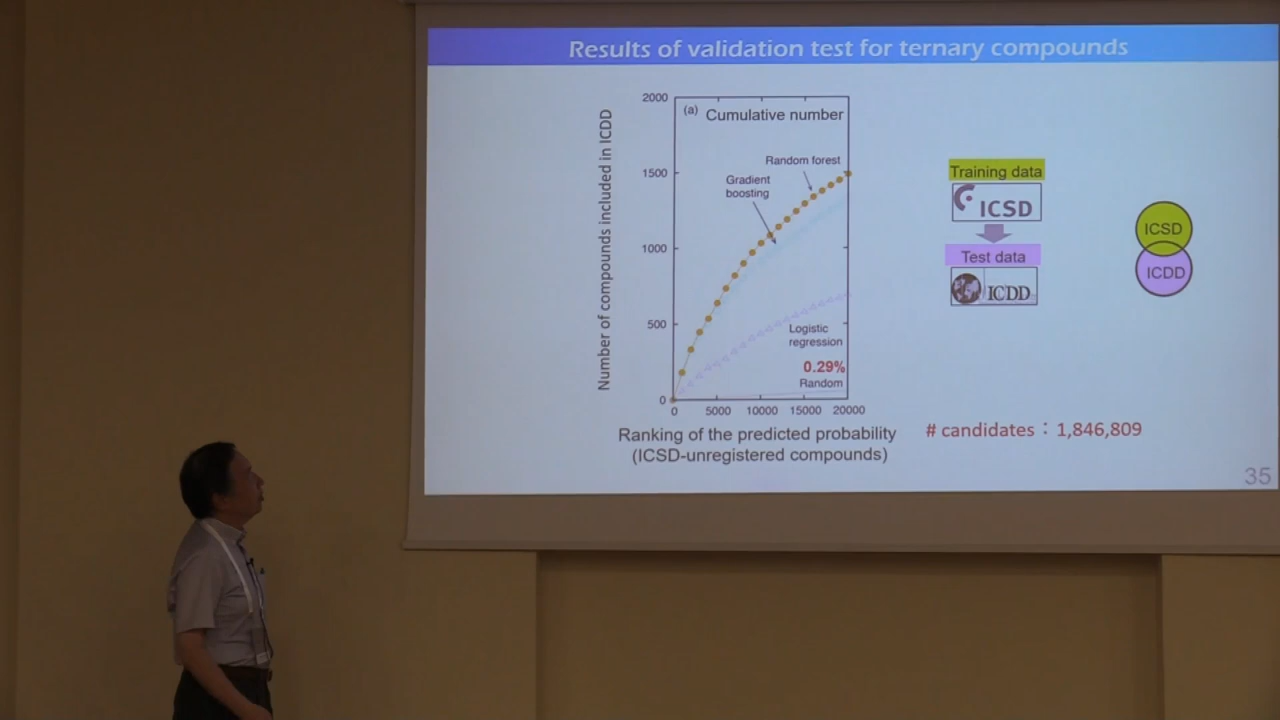 Results of validation test for ternary compounds
Number of compounds included in ICDD
2000
1500
1000
500
0
(a) Cumulative number
Random forest
Gradient
boosting
Logistic
regression
0.29%
Random
0 5000 10000 15000 20000
Ranking of the predicted probability
(ICSD-unregistered compounds)
Training data
ICSD
Test data
ICDD
ICSD
ICDD
# candidates : 1,846,809
35